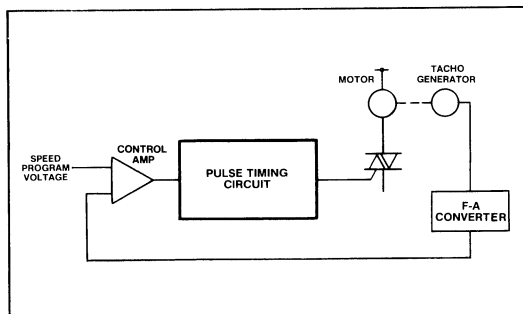 TACHO
GENERATOR
MOTOR
CONTROL
AMP
SPEED
PROGRAM
VOLTAGE
PULSE TIMING
CIRCUIT
F-A
CONVERTER